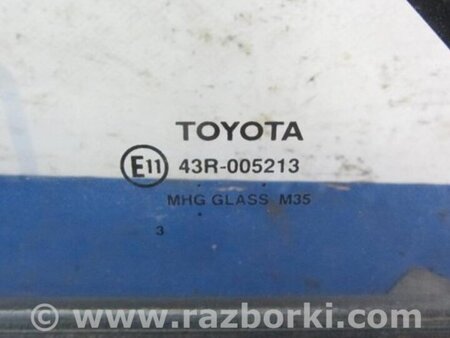 TOYOTA
E11 43R-005213
MHG GLASS M35
3
www.razborki.com